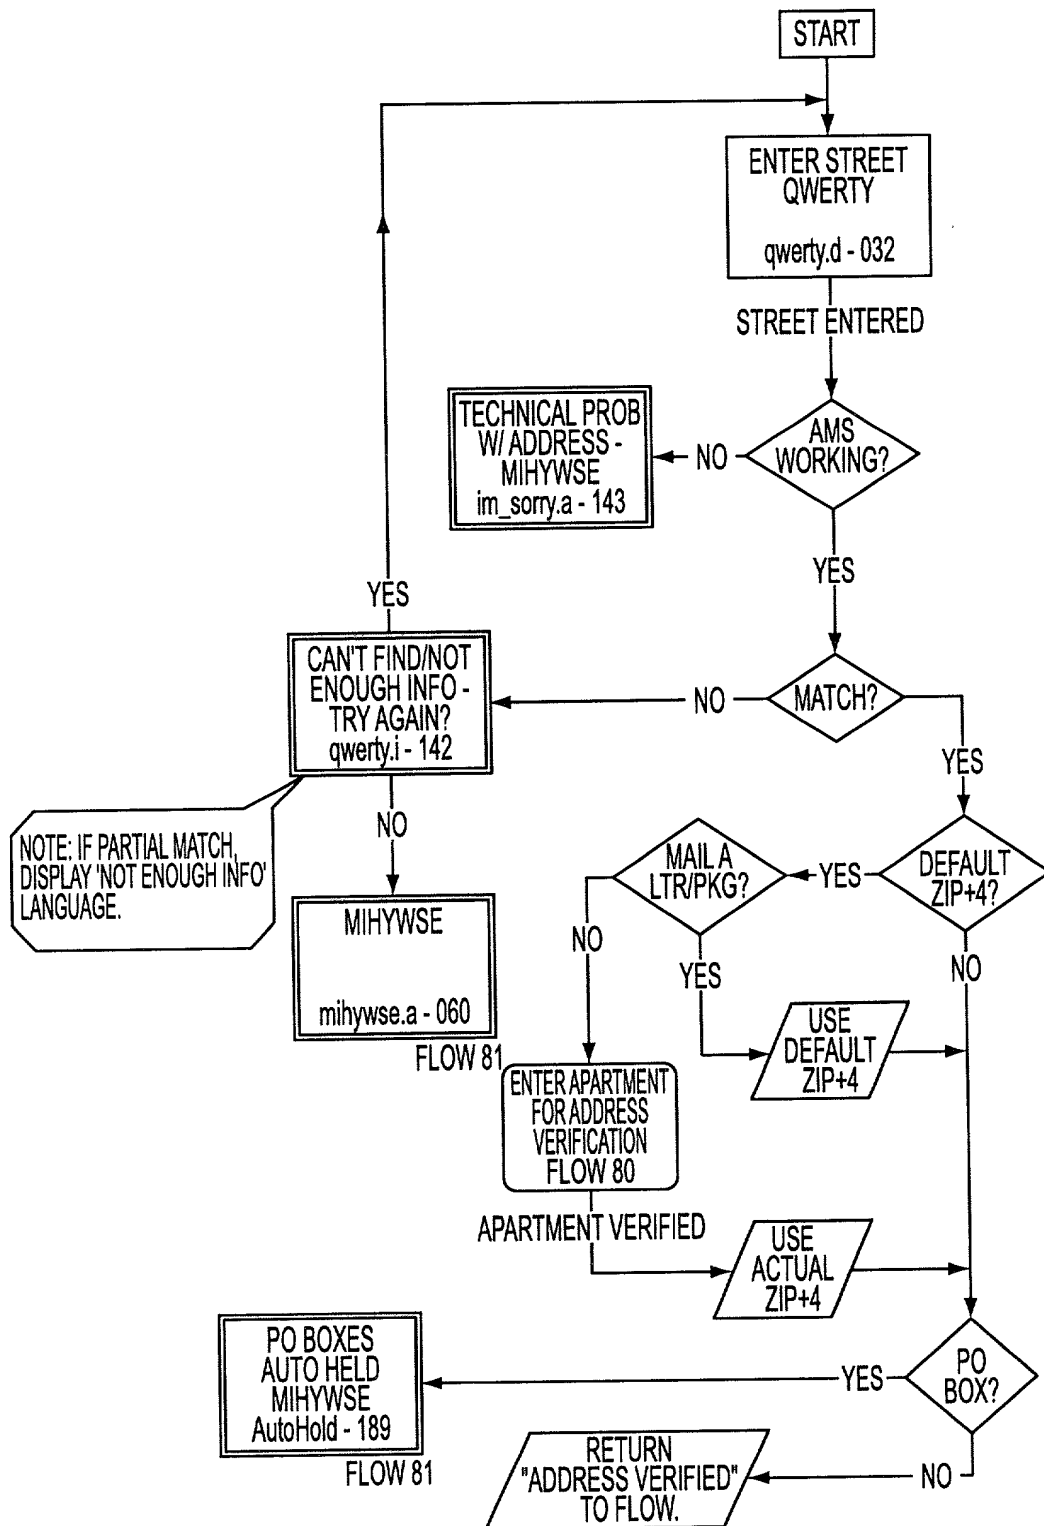 START
ENTER STREET
QWERTY
qwerty.d - 032
STREET ENTERED
TECHNICAL PROB
W/ ADDRESS -
MIHYWSE
im_sorry.a - 143
NO
AMS
WORKING?
YES
YES
CAN'T FIND/NOT
ENOUGH INFO -
TRY AGAIN?
qwerty.i - 142
NO
MATCH?
YES
NO
NOTE: IF PARTIAL MATCH,
DISPLAY 'NOT ENOUGH INFO'
LANGUAGE.
MIHYWSE
mihywse.a - 060
FLOW 81
MAIL A
LTR/PKG?
YES
DEFAULT
ZIP+4?
NO
YES
NO
USE
DEFAULT
ZIP+4
ENTER APARTMENT
FOR ADDRESS
VERIFICATION
FLOW 80
APARTMENT VERIFIED
USE
ACTUAL
ZIP+4
PO BOXES
AUTO HELD
MIHYWSE
AutoHold - 189
FLOW 81
YES
PO
BOX?
NO
RETURN
"ADDRESS VERIFIED"
TO FLOW.